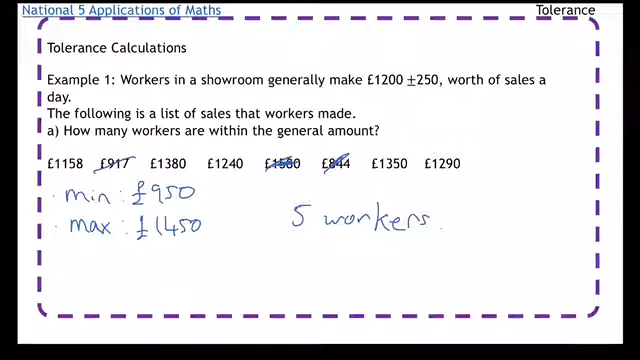 National 5 Applications of Maths Tolerance
Tolerance Calculations
Example 1: Workers in a showroom generally make £1200 ±250, worth of sales a
day.
The following is a list of sales that workers made.
a) How many workers are within the general amount?
£1158 £917 £1380 £1240 £1560 £844 £1350 £1290
min : £950
max : £1450
5 workers.